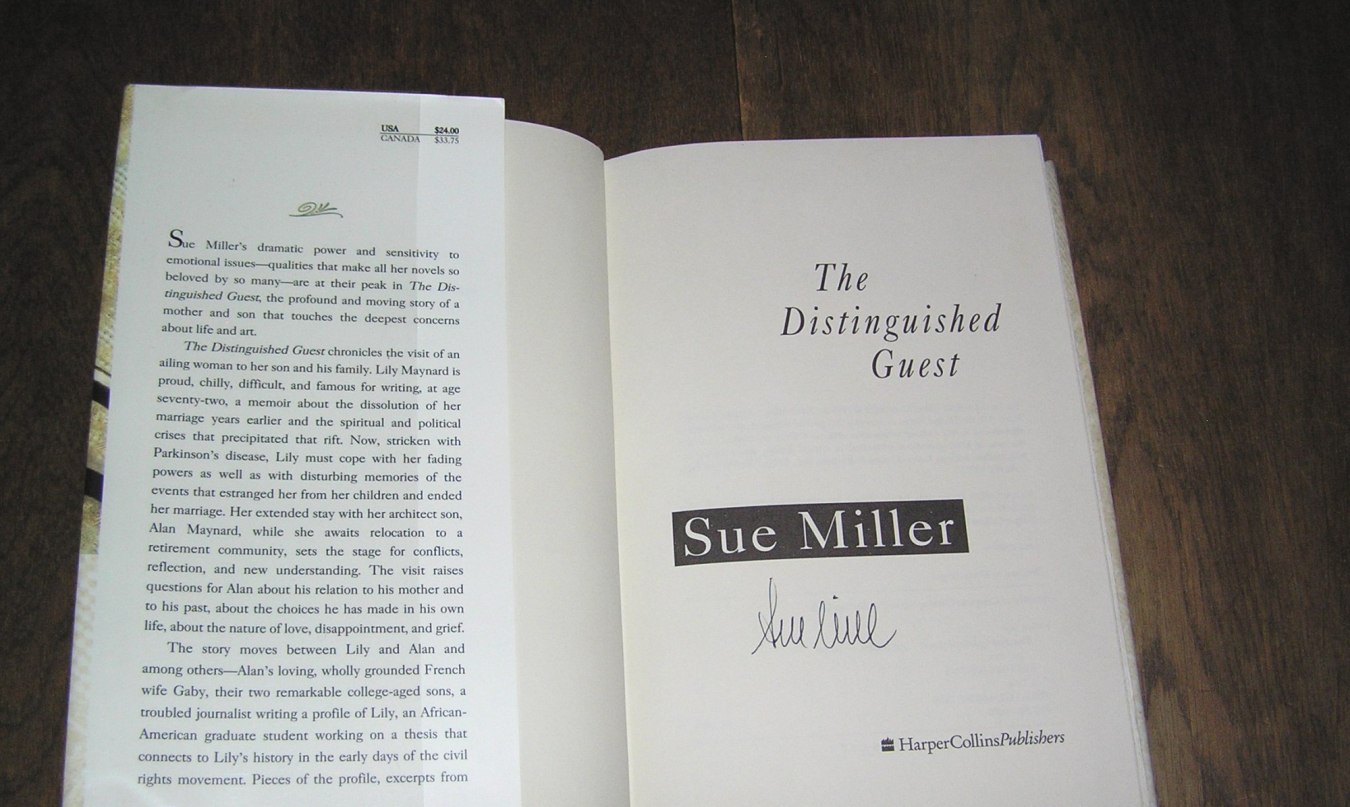 USA $24.00
CANADA $33.75
Sue Miller's dramatic power and sensitivity to
emotional issues—qualities that make all her novels so
beloved by so many—are at their peak in The Dis-
tinguished Guest, the profound and moving story of a
mother and son that touches the deepest concerns
about life and art.
The Distinguished Guest chronicles the visit of an
ailing woman to her son and his family. Lily Maynard is
proud, chilly, difficult, and famous for writing, at age
seventy-two, a memoir about the dissolution of her
marriage years earlier and the spiritual and political
crises that precipitated that rift. Now, stricken with
Parkinson's disease, Lily must cope with her fading
powers as well as with disturbing memories of the
events that estranged her from her children and ended
her marriage. Her extended stay with her architect son,
Alan Maynard, while she awaits relocation to a
retirement community, sets the stage for conflicts,
reflection, and new understanding. The visit raises
questions for Alan about his relation to his mother and
to his past, about the choices he has made in his own
life, about the nature of love, disappointment, and grief.
The story moves between Lily and Alan and
among others—Alan's loving, wholly grounded French
wife Gaby, their two remarkable college-aged sons, a
troubled journalist writing a profile of Lily, an African-
American graduate student working on a thesis that
connects to Lily's history in the early days of the civil
rights movement. Pieces of the profile, excerpts from
The
Distinguished
Guest
Sue Miller
Sue Miller
HarperCollinsPublishers